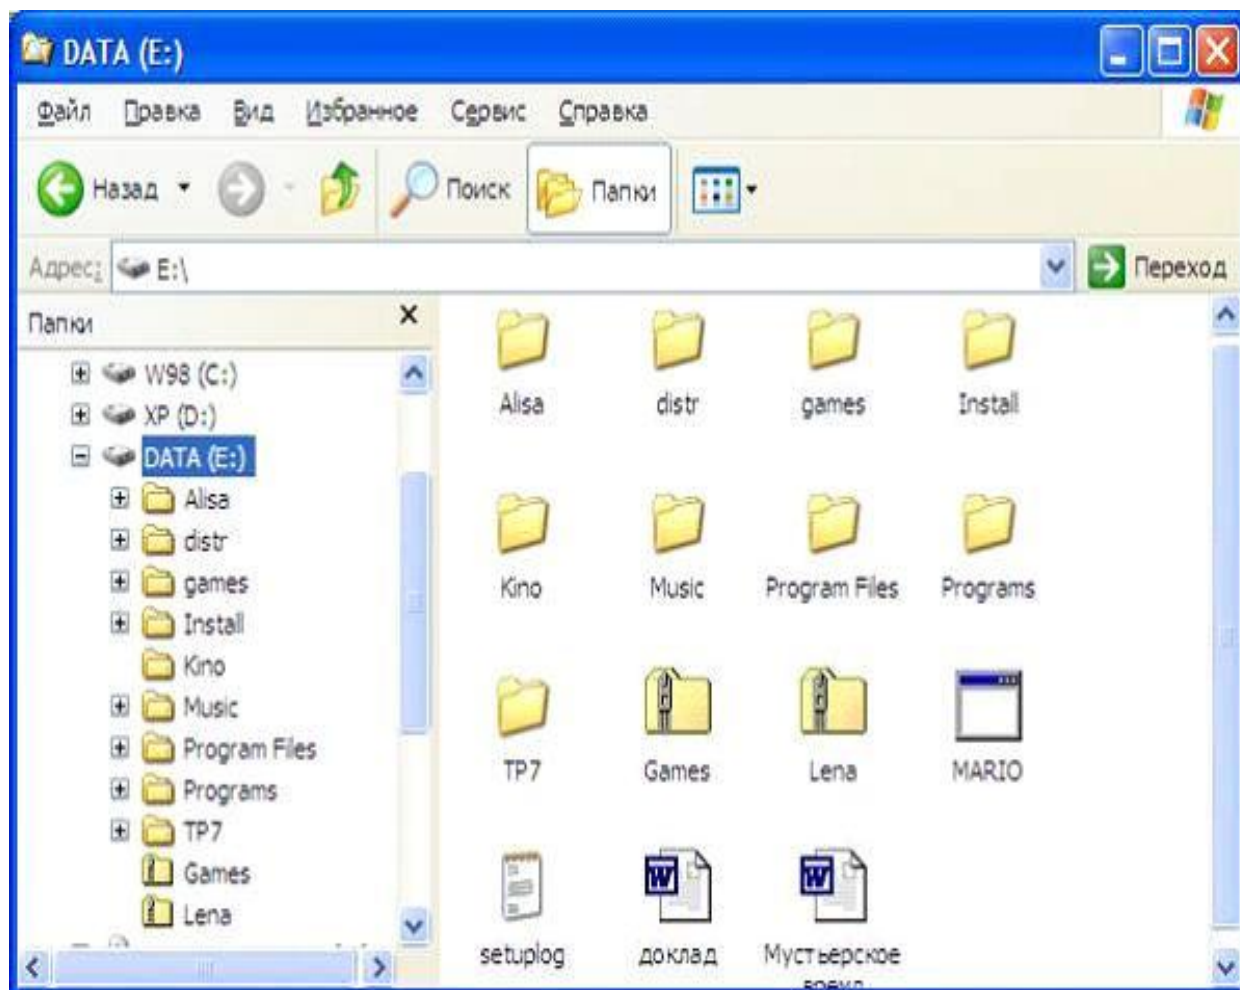 DATA (E:)
Файл Правка Вид Избранное Сервис Справка
Назад Поиск Папки
Адрес: E:\ Переход
Папки
W98 (C:)
XP (D:)
DATA (E:)
Alisa
distr
games
Install
Kino
Music
Program Files
Programs
TP7
Games
Lena
Alisa distr games Install
Kino Music Program Files Programs
TP7 Games Lena MARIO
setuplog доклад Мустьерское
время